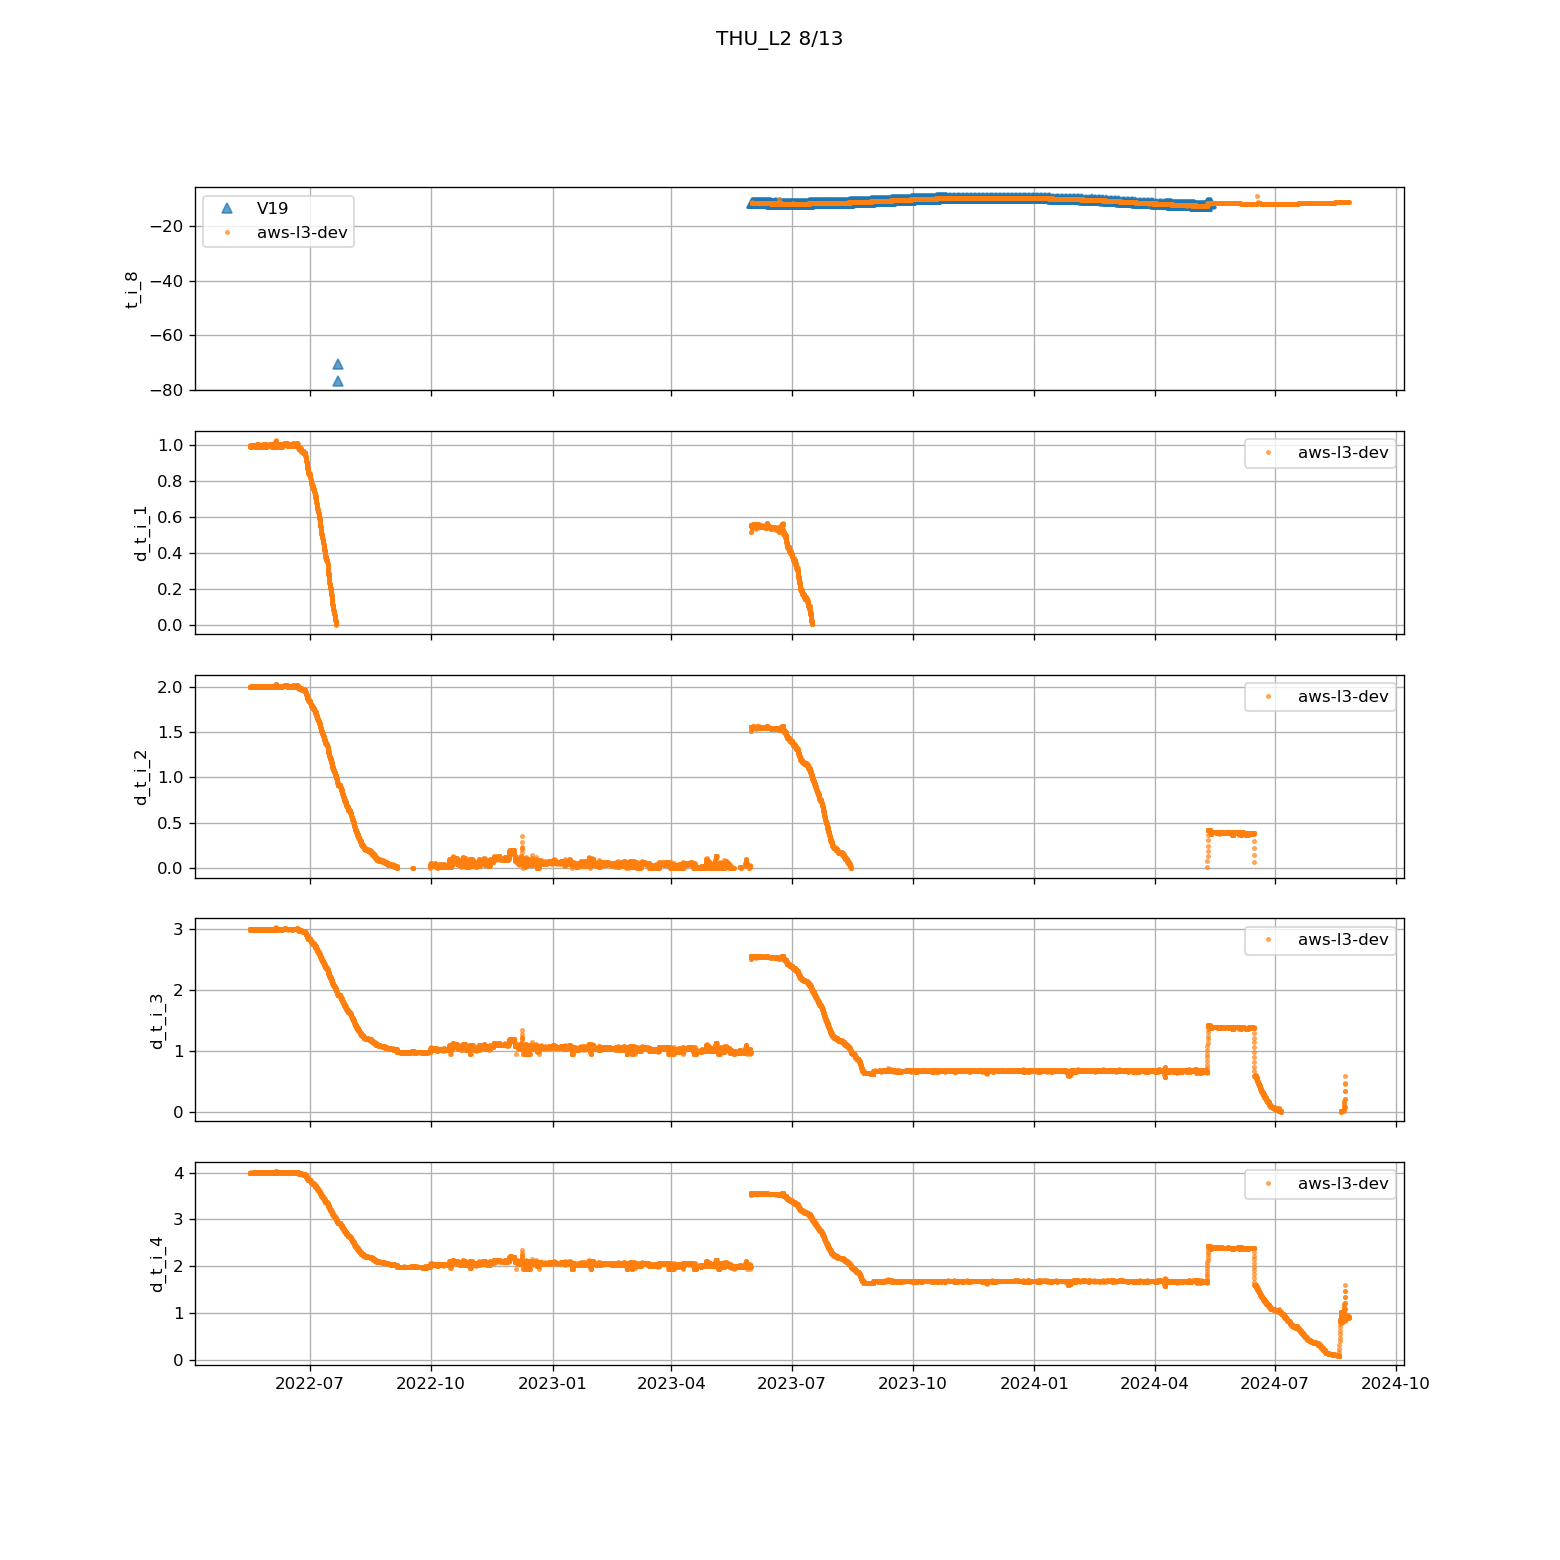 THU_L2 8/13
V19
aws-l3-dev
−20
−40
−60
−80
t_i_8
aws-l3-dev
1.0
0.8
0.6
0.4
0.2
0.0
d_t_i_1
aws-l3-dev
2.0
1.5
1.0
0.5
0.0
d_t_i_2
aws-l3-dev
3
2
1
0
d_t_i_3
aws-l3-dev
4
3
2
1
0
d_t_i_4
2022-07 2022-10 2023-01 2023-04 2023-07 2023-10 2024-01 2024-04 2024-07 2024-10